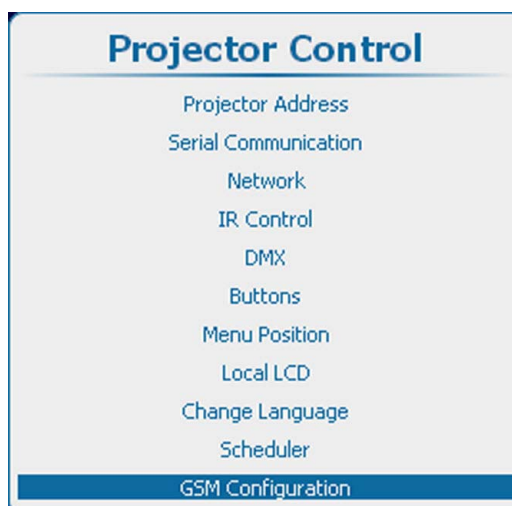 Projector Control
Projector Address
Serial Communication
Network
IR Control
DMX
Buttons
Menu Position
Local LCD
Change Language
Scheduler
GSM Configuration